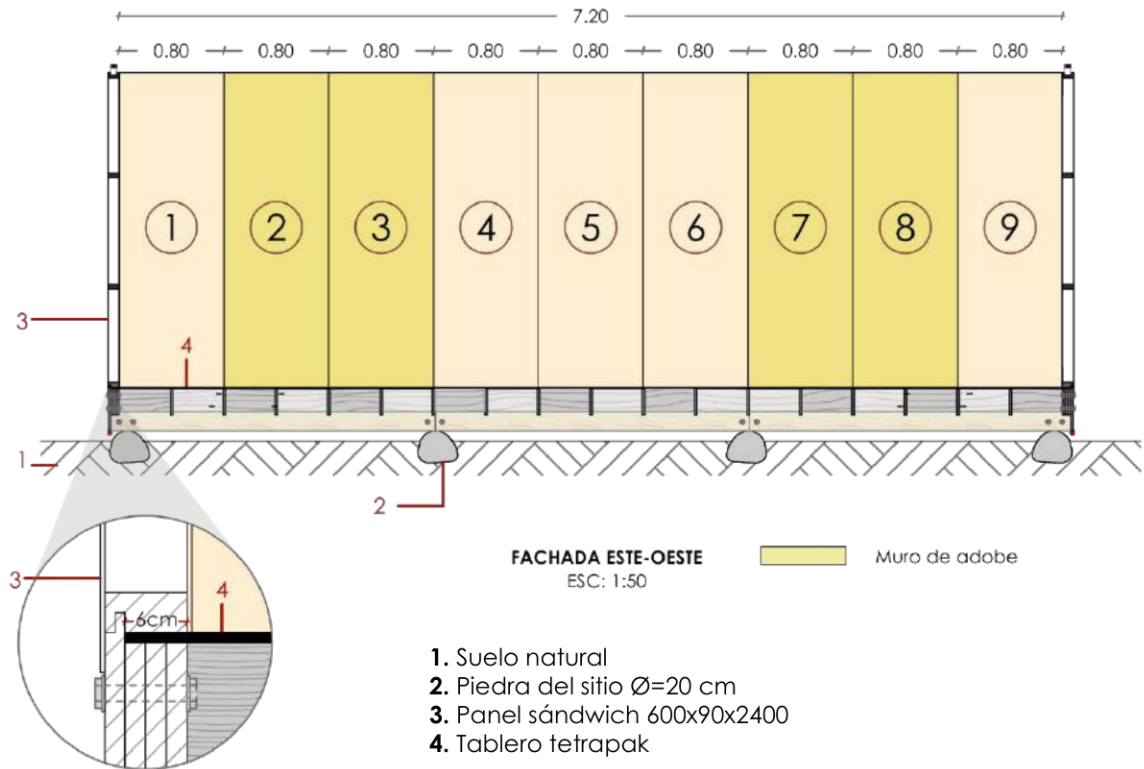 7.20
0.80 0.80 0.80 0.80 0.80 0.80 0.80 0.80 0.80
1 2 3 4 5 6 7 8 9
3
4
1
2
3
4
6cm
FACHADA ESTE-OESTE
ESC: 1:50
Muro de adobe
1. Suelo natural
2. Piedra del sitio Ø=20 cm
3. Panel sándwich 600x90x2400
4. Tablero tetrapak